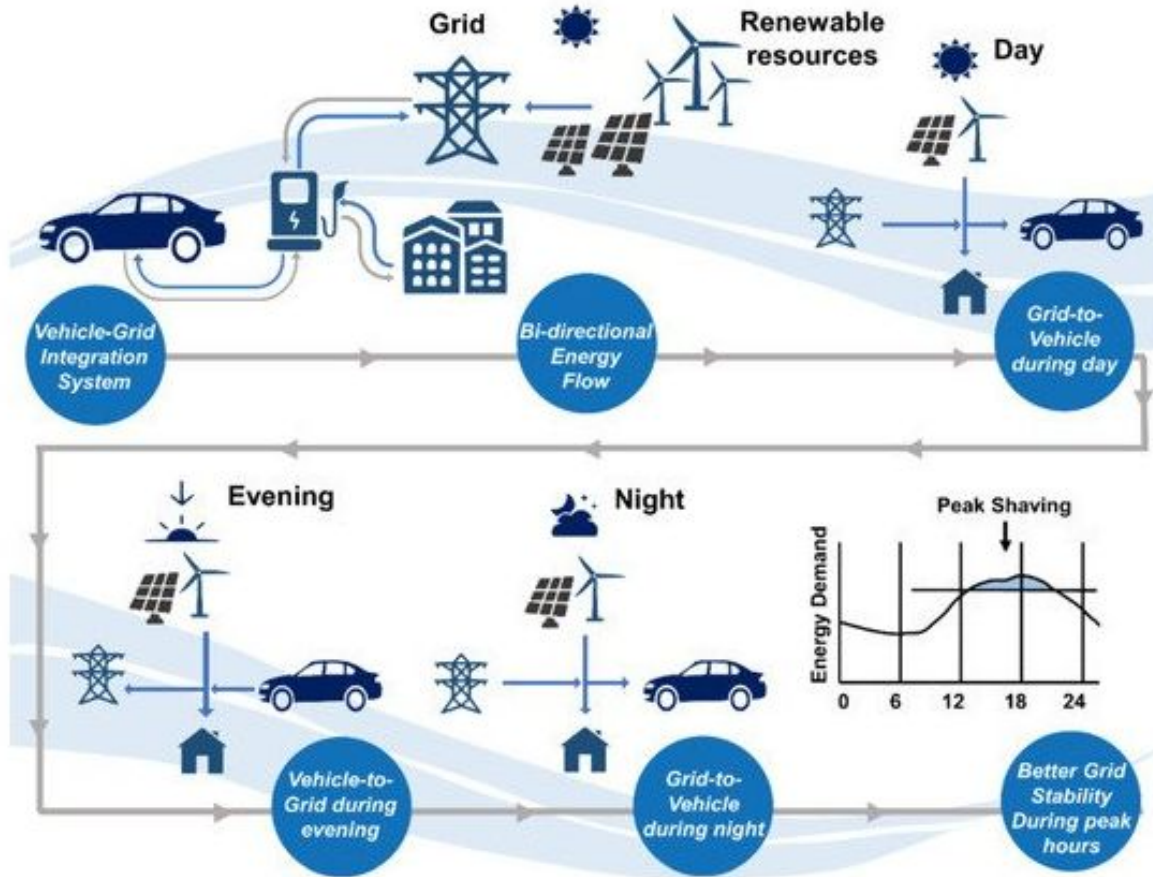 Grid
Renewable
resources
Day
Vehicle-Grid
Integration
System
Bi-directional
Energy
Flow
Grid-to-
Vehicle
during day
Evening
Night
Peak Shaving
Energy Demand
0 6 12 18 24
Vehicle-to-
Grid during
evening
Grid-to-
Vehicle
during night
Better Grid
Stability
During peak
hours